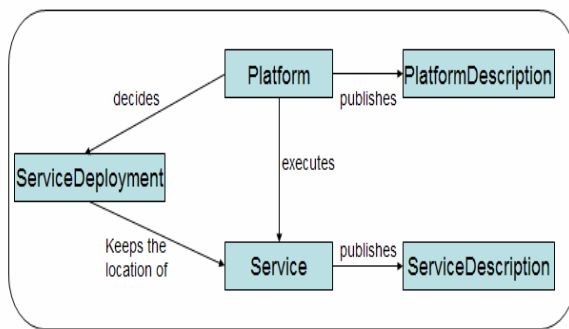 Platform
PlatformDescription
publishes
decides
executes
ServiceDeployment
Keeps the
location of
Service
publishes
ServiceDescription